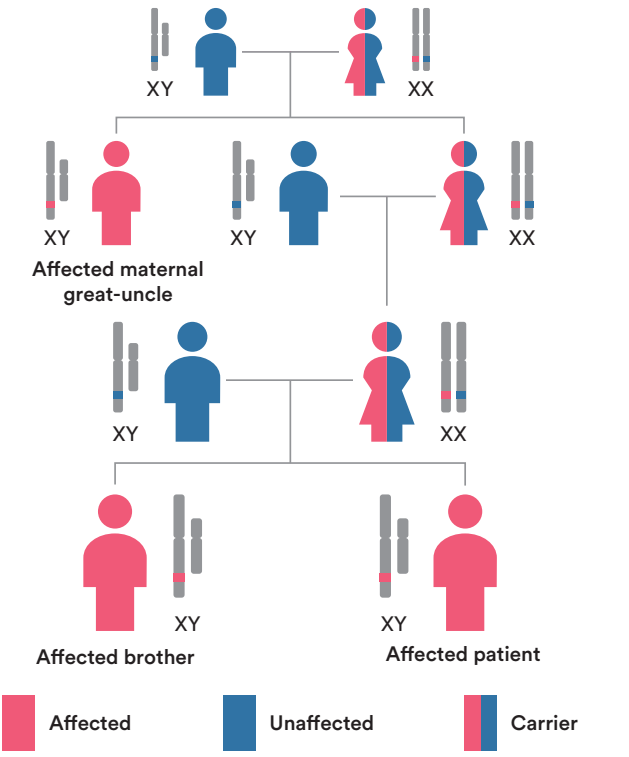 XY
XX
XY
XY
XX
Affected maternal
great-uncle
XY
XX
XY
XY
Affected brother
Affected patient
Affected
Unaffected
Carrier